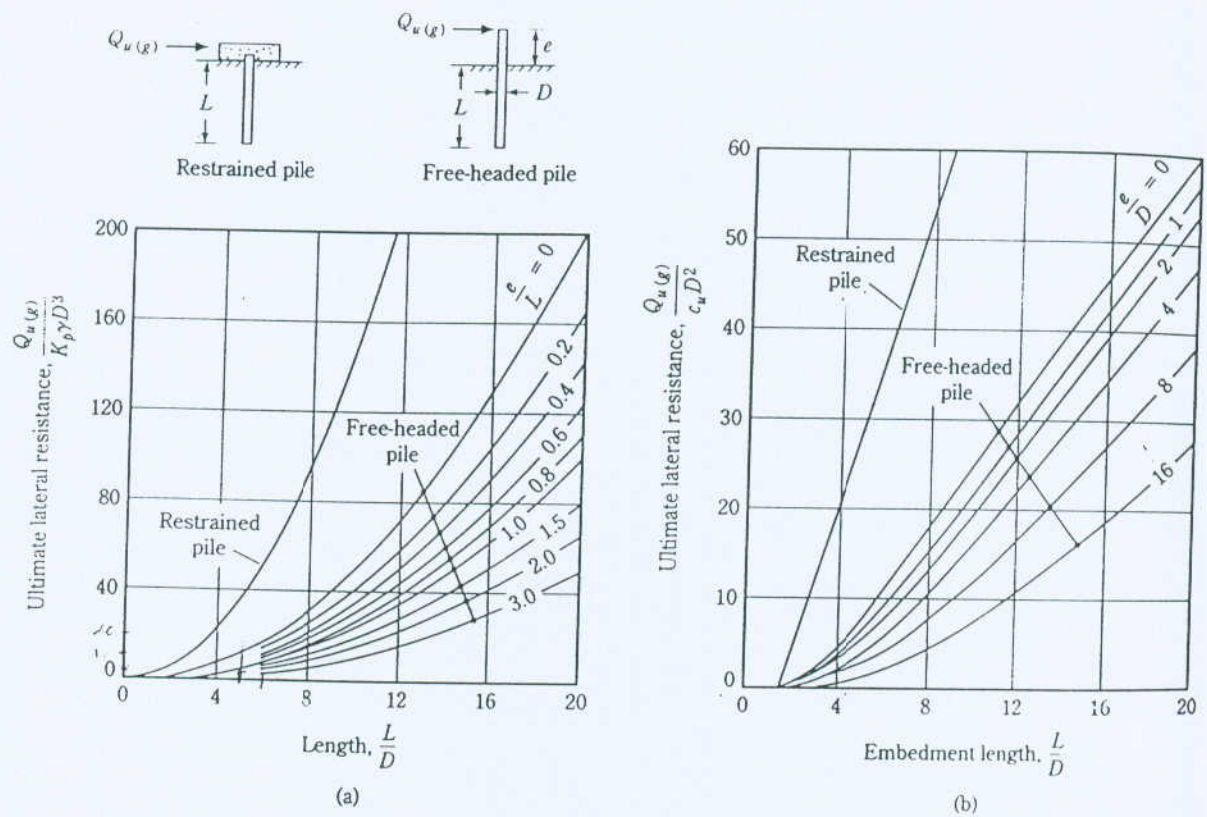 Q_u(g)
L
Restrained pile
Q_u(g)
e
L
D
Free-headed pile
Ultimate lateral resistance, Q_u(g) / K_p γ D^3
200
160
120
80
40
0
Restrained
pile
Free-headed
pile
e/L = 0
0.2
0.4
0.6
0.8
1.0
1.5
2.0
3.0
0 4 8 12 16 20
Length, L/D
(a)
Ultimate lateral resistance, Q_u(g) / c_u D^2
60
50
40
30
20
10
0
Restrained
pile
Free-headed
pile
e/D = 0
1
2
4
8
16
0 4 8 12 16 20
Embedment length, L/D
(b)